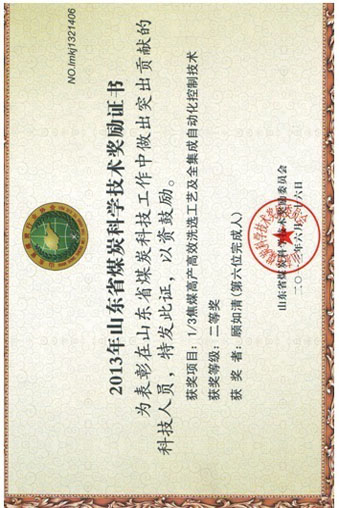 NO.lmkj1321406
2013年山东省煤炭科学技术奖励证书
为表彰在山东省煤炭科技工作中做出突出贡献的
科技人员，特发此证，以资鼓励。
获奖项目：1/3焦煤高产高效洗选工艺及全集成自动化控制技术
获奖等级：二等奖
获 奖 者：顾如清(第六位完成人)
山东省煤炭科学技术奖励委员会
二〇一三年六月二十六日